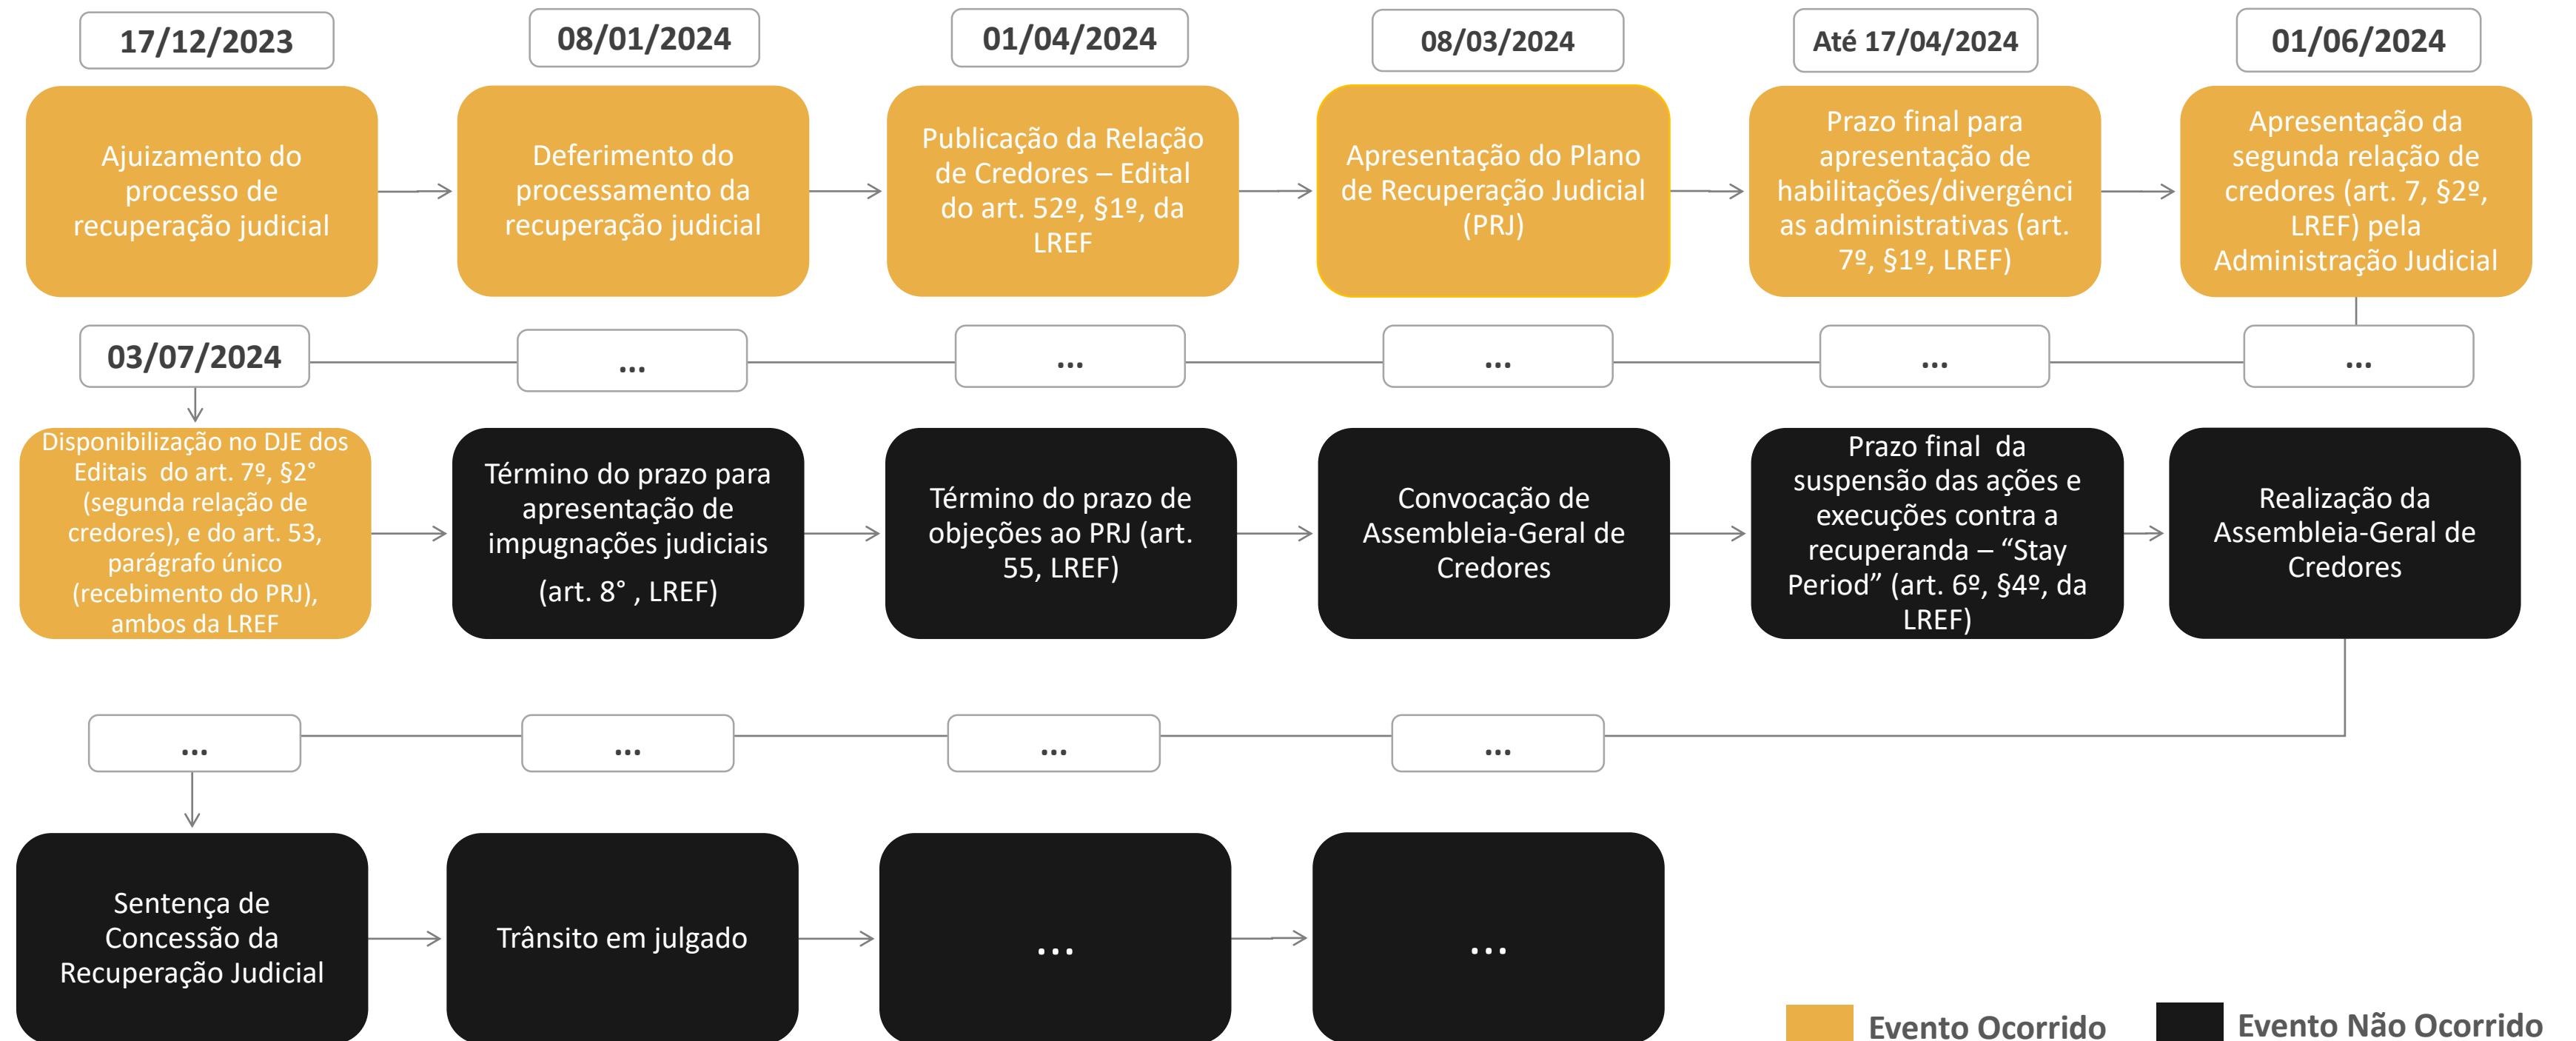 17/12/2023
08/01/2024
01/04/2024
08/03/2024
Até 17/04/2024
01/06/2024
Ajuizamento do
processo de
recuperação judicial
Deferimento do
processamento da
recuperação judicial
Publicação da Relação
de Credores – Edital
do art. 52º, §1º, da
LREF
Apresentação do Plano
de Recuperação Judicial
(PRJ)
Prazo final para
apresentação de
habilitações/divergênci
as administrativas (art.
7º, §1º, LREF)
Apresentação da
segunda relação de
credores (art. 7, §2º,
LREF) pela
Administração Judicial
03/07/2024
...
...
...
...
...
Disponibilização no DJE dos
Editais do art. 7º, §2°
(segunda relação de
credores), e do art. 53,
parágrafo único
(recebimento do PRJ),
ambos da LREF
Término do prazo para
apresentação de
impugnações judiciais
(art. 8° , LREF)
Término do prazo de
objeções ao PRJ (art.
55, LREF)
Convocação de
Assembleia-Geral de
Credores
Prazo final da
suspensão das ações e
execuções contra a
recuperanda – “Stay
Period” (art. 6º, §4º, da
LREF)
Realização da
Assembleia-Geral de
Credores
...
...
...
...
Sentença de
Concessão da
Recuperação Judicial
Trânsito em julgado
...
...
Evento Ocorrido
Evento Não Ocorrido